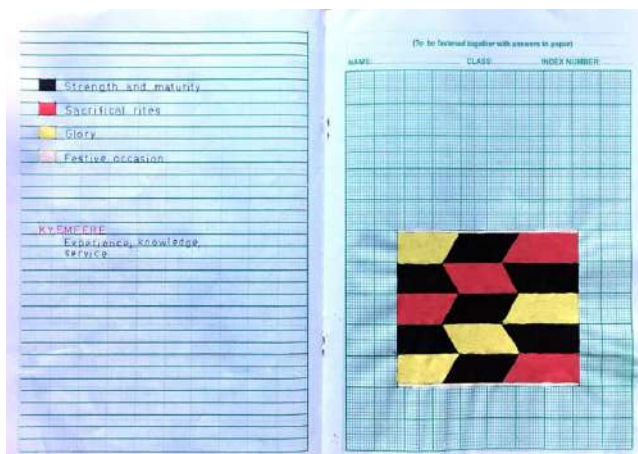 Strength and maturity
Sacrifical rites
Glory
Festive occasion
KYEMFERE
Experience, knowledge,
service
(To be fastened together with answers to paper)
NAME: CLASS: INDEX NUMBER: